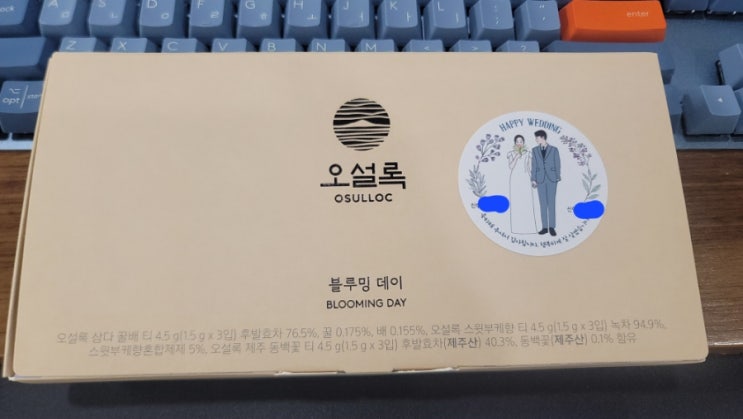 enter
opt
HAPPY WEDDING
오설록
OSULLOC
블루밍 데이
BLOOMING DAY
오설록 삼다 꿀배 티 4.5 g(1.5 g x 3입) 후발효차 76.5%, 꿀 0.175%, 배 0.155%, 오설록 스윗부케향 티 4.5 g(1.5 g x 3입) 녹차 94.9%,
스윗부케향혼합제제 5%, 오설록 제주 동백꽃 티 4.5 g(1.5 g x 3입) 후발효차(제주산) 40.3%, 동백꽃(제주산) 0.1% 함유